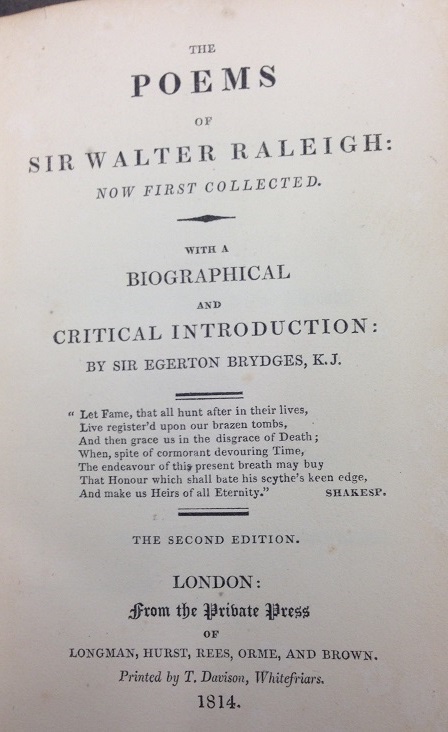 THE
POEMS
OF
SIR WALTER RALEIGH:
NOW FIRST COLLECTED.
WITH A
BIOGRAPHICAL
AND
CRITICAL INTRODUCTION:
BY SIR EGERTON BRYDGES, K.J.
“ Let Fame, that all hunt after in their lives,
Live register'd upon our brazen tombs,
And then grace us in the disgrace of Death;
When, spite of cormorant devouring Time,
The endeavour of this present breath may buy
That Honour which shall bate his scythe's keen edge,
And make us Heirs of all Eternity.” SHAKESP.
THE SECOND EDITION.
LONDON:
From the Private Press
OF
LONGMAN, HURST, REES, ORME, AND BROWN.
Printed by T. Davison, Whitefriars.
1814.